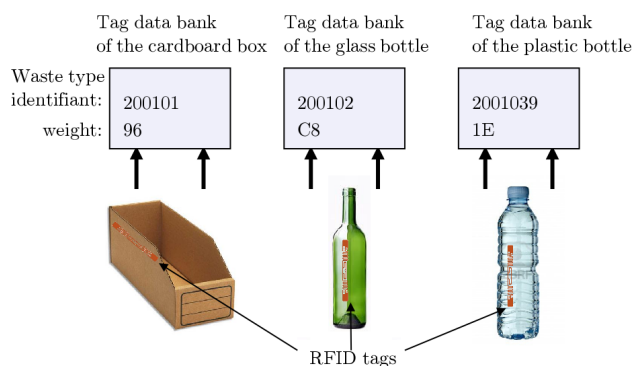 Tag data bank
of the cardboard box
Tag data bank
of the glass bottle
Tag data bank
of the plastic bottle
Waste type
identifiant:
weight:
200101
96
200102
C8
2001039
1E
RFID tags